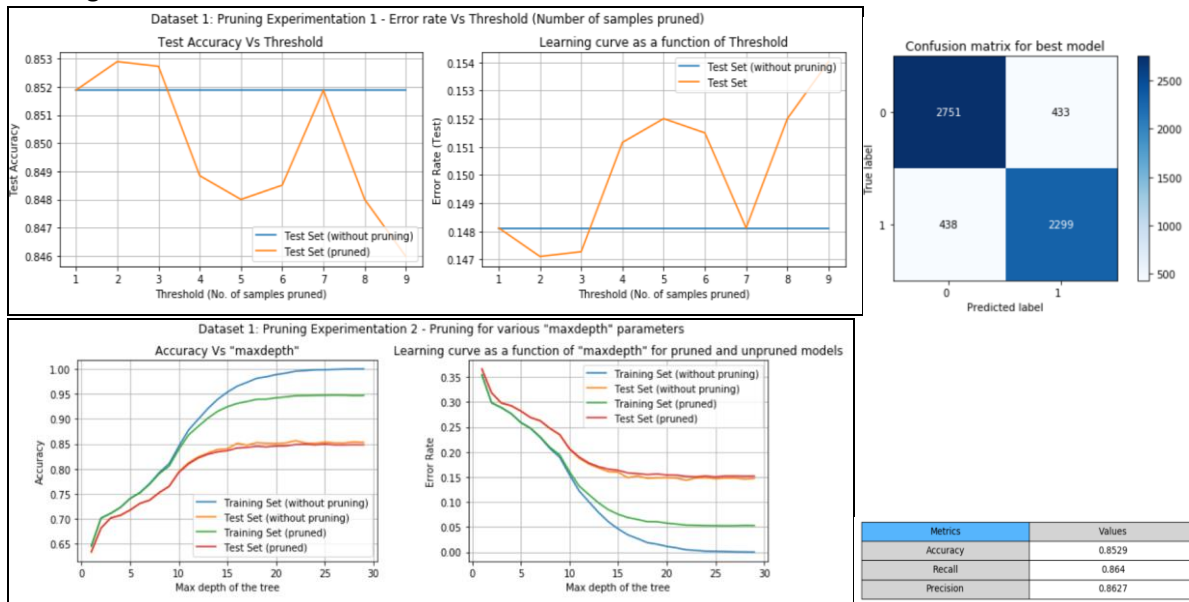 Dataset 1: Pruning Experimentation 1 - Error rate Vs Threshold (Number of samples pruned)
Test Accuracy Vs Threshold
0.853
0.852
0.851
0.850
0.849
0.848
0.847
0.846
Test Accuracy
Test Set (without pruning)
Test Set (pruned)
1 2 3 4 5 6 7 8 9
Threshold (No. of samples pruned)
Learning curve as a function of Threshold
0.154
0.153
0.152
0.151
0.150
0.149
0.148
0.147
Error Rate (Test)
Test Set (without pruning)
Test Set
1 2 3 4 5 6 7 8 9
Threshold (No. of samples pruned)
Confusion matrix for best model
True label
0
2751 433
1
438 2299
0 1
Predicted label
2500
2000
1500
1000
500
Dataset 1: Pruning Experimentation 2 - Pruning for various "maxdepth" parameters
Accuracy Vs "maxdepth"
1.00
0.95
0.90
0.85
0.80
0.75
0.70
0.65
Accuracy
Training Set (without pruning)
Test Set (without pruning)
Training Set (pruned)
Test Set (pruned)
0 5 10 15 20 25 30
Max depth of the tree
Learning curve as a function of "maxdepth" for pruned and unpruned models
0.35
0.30
0.25
0.20
0.15
0.10
0.05
0.00
Error Rate
Training Set (without pruning)
Test Set (without pruning)
Training Set (pruned)
Test Set (pruned)
0 5 10 15 20 25 30
Max depth of the tree
Metrics Values
Accuracy 0.8529
Recall 0.864
Precision 0.8627